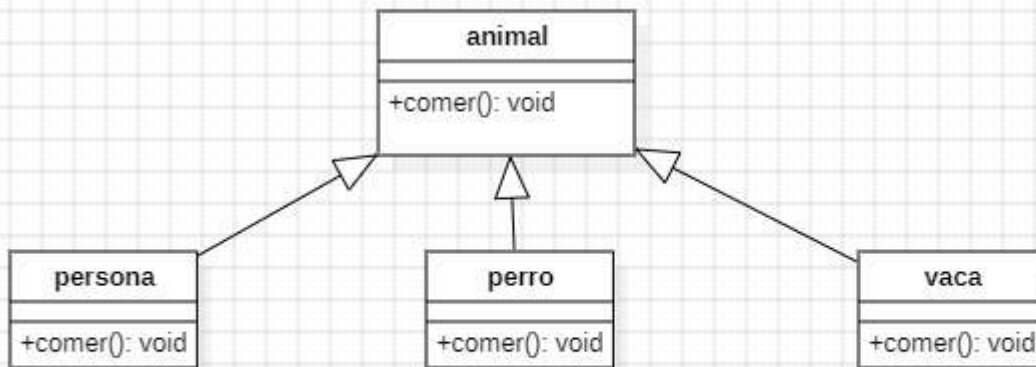 animal
+comer(): void
persona
perro
vaca
+comer(): void
+comer(): void
+comer(): void